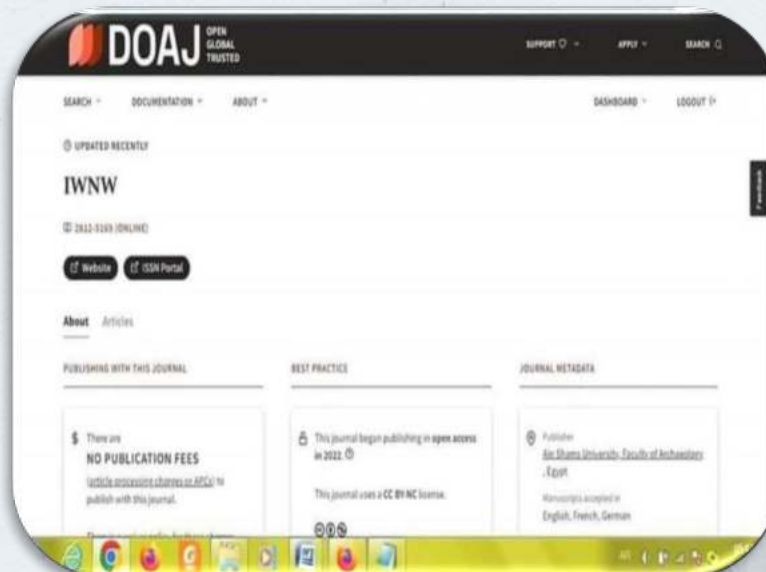 DOAJ
OPEN
GLOBAL
TRUSTED
SUPPORT
APPLY
SEARCH
SEARCH
DOCUMENTATION
ABOUT
DASHBOARD
LOGOUT
UPDATED RECENTLY
IWNW
(ONLINE)
Website
ISSN Portal
Feedback
About
Articles
PUBLISHING WITH THIS JOURNAL
BEST PRACTICE
JOURNAL METADATA
$ There are
NO PUBLICATION FEES
(article processing charges or APCs) to
publish with this journal.
This journal began publishing in open access
in 2022.
This journal uses a CC BY-NC license.
Publisher
Ain Shams University, Faculty of Archaeology
, Egypt
Manuscripts accepted in
English, French, German